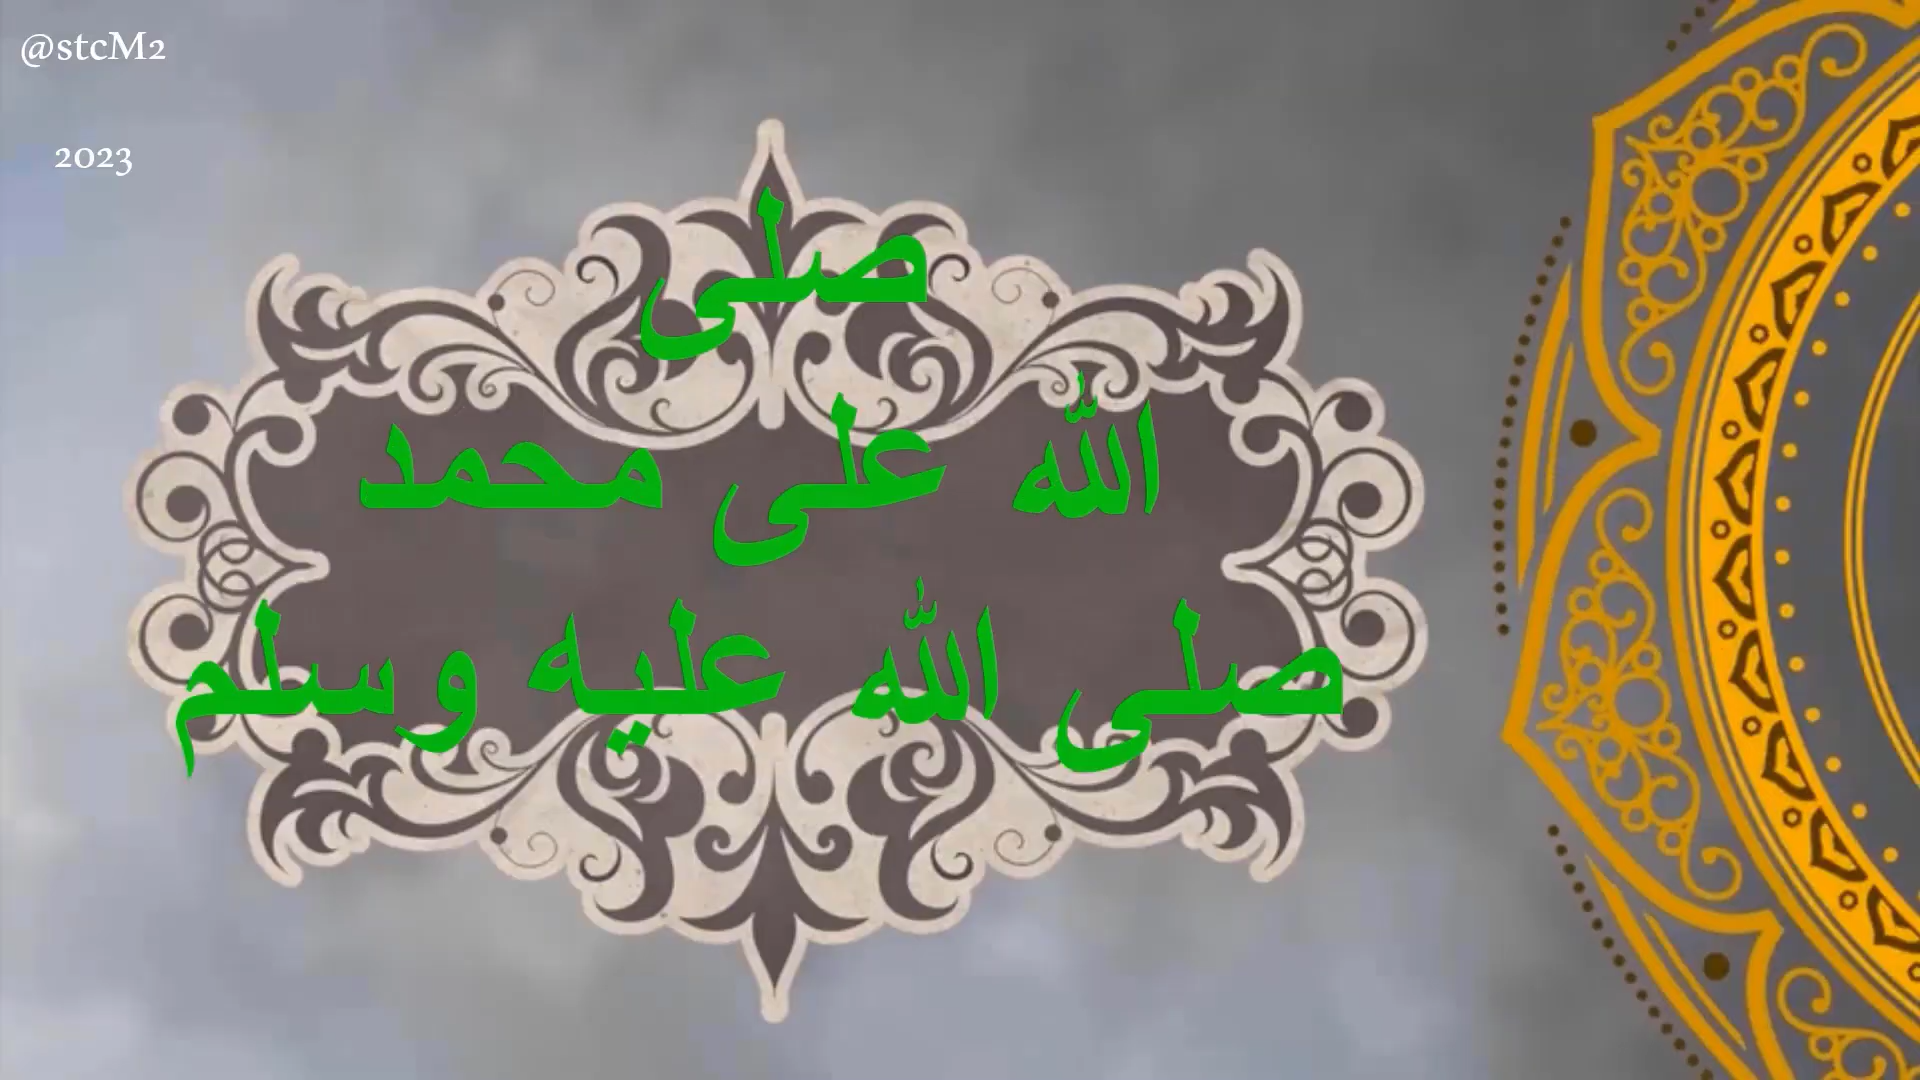 @stcM2
2023
صلى
الله على محمد
صلى الله عليه وسلم